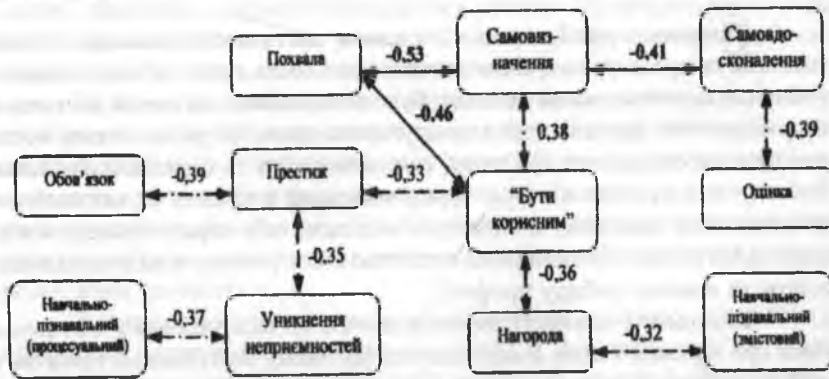 Похвала
-0,53
Самовиз-
начення
-0,41
Самовдо-
сконалення
-0,46
0,38
-0,39
Обов'язок
-0,39
Престиж
-0,33
"Бути
корисним"
Оцінка
-0,35
-0,36
Навчально-
пізнавальний
(процесуальний)
-0,37
Уникнення
неприємностей
Нагорода
-0,32
Навчально-
пізнавальний
(змістовий)